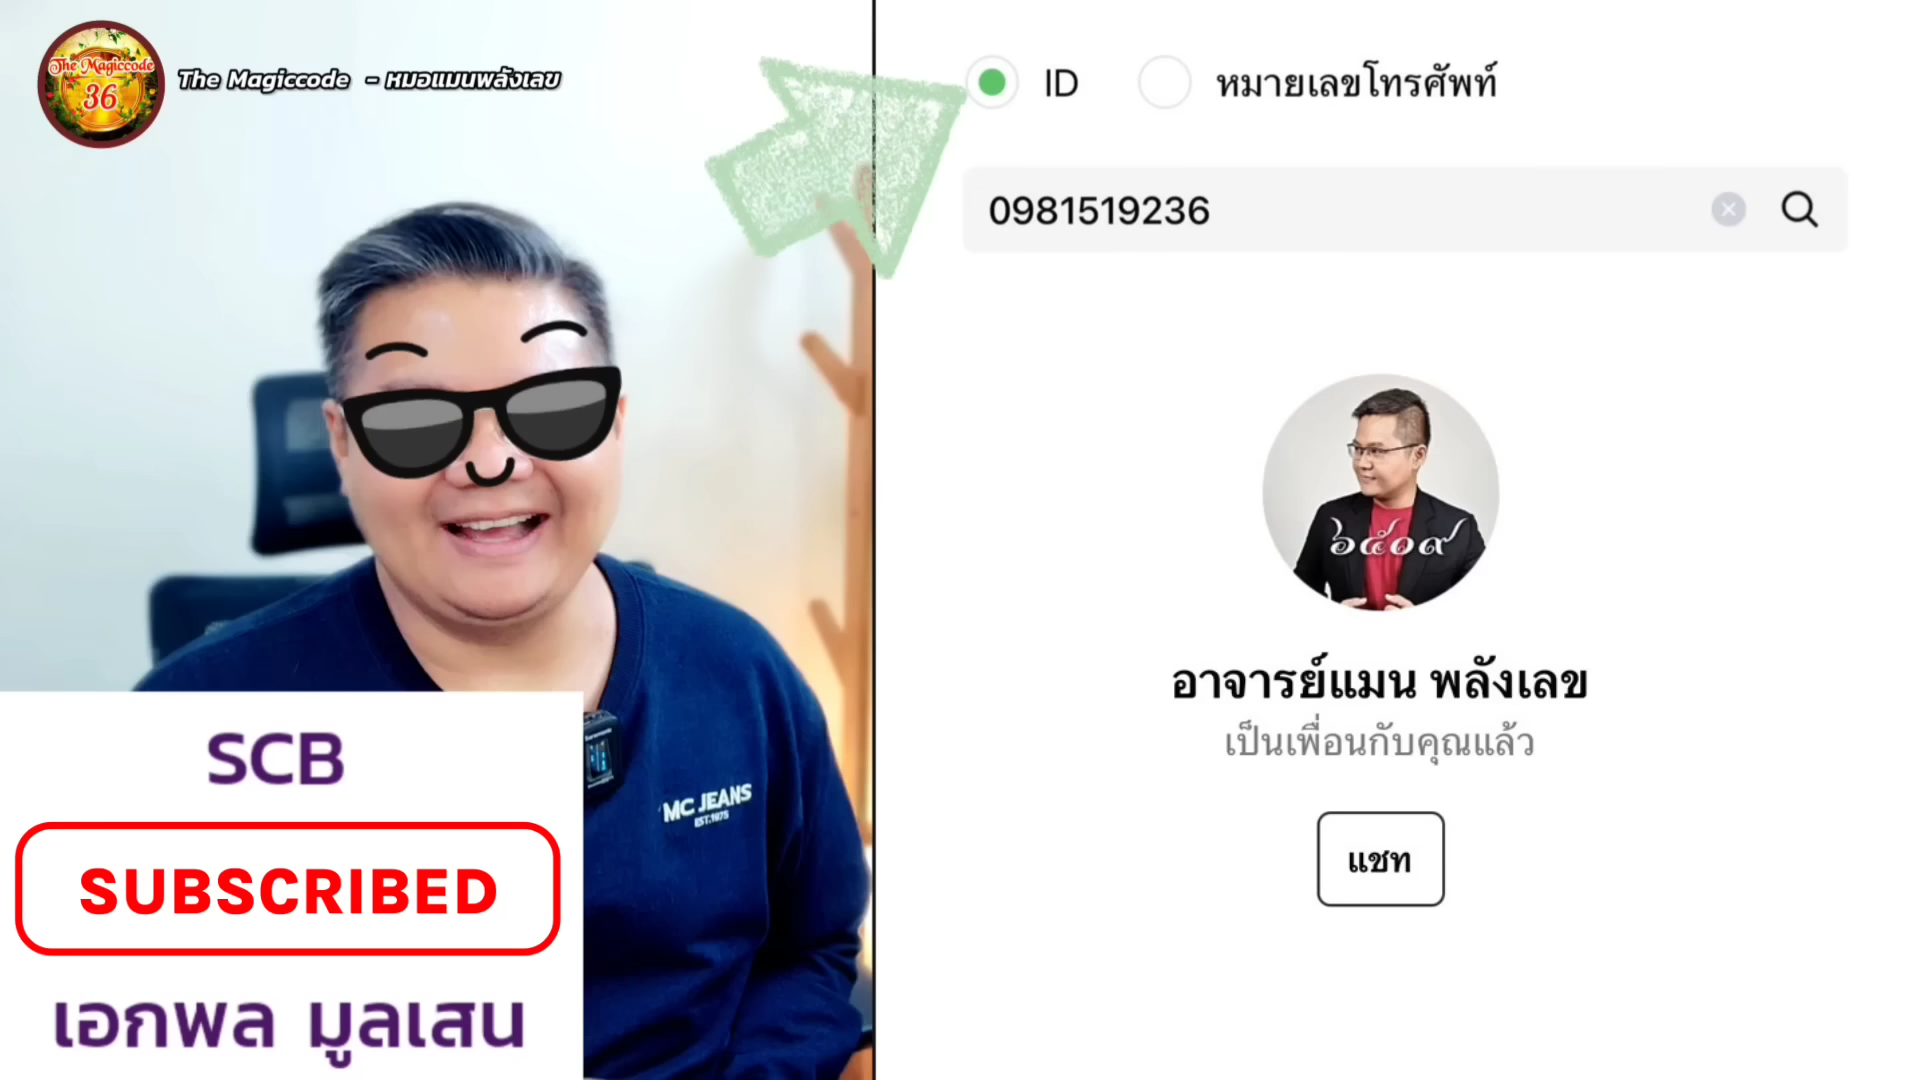 The Magiccode
36
The Magiccode - หมอแมนพลังเลข
ID
หมายเลขโทรศัพท์
0981519236
๖๕๑๙
อาจารย์แมน พลังเลข
เป็นเพื่อนกับคุณแล้ว
แชท
MC JEANS
EST.1975
SCB
SUBSCRIBED
เอกพล มูลเสน